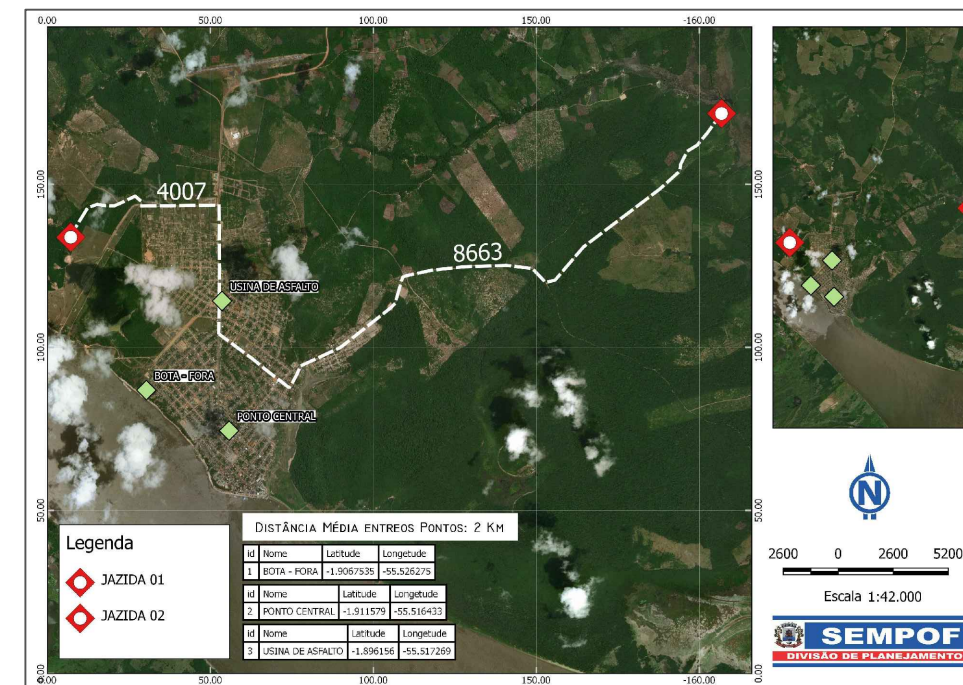 0.00 50.00 100.00 150.00 -160.00
150.00 150.00
100.00 100.00
50.00 50.00
0.00 0.00
0.00 50.00 100.00 150.00 -160.00
4007
8663
USINA DE ASFALTO
BOTA - FORA
PONTO CENTRAL
Legenda
JAZIDA 01
JAZIDA 02
DISTÂNCIA MÉDIA ENTREOS PONTOS: 2 KM
id Nome Latitude Longetude
1 BOTA - FORA -1.9067535 -55.526275
id Nome Latitude Longetude
2 PONTO CENTRAL -1.911579 -55.516433
id Nome Latitude Longetude
3 USINA DE ASFALTO -1.896156 -55.517269
N
2600 0 2600 5200
Escala 1:42.000
SEMPOF
DIVISÃO DE PLANEJAMENTO